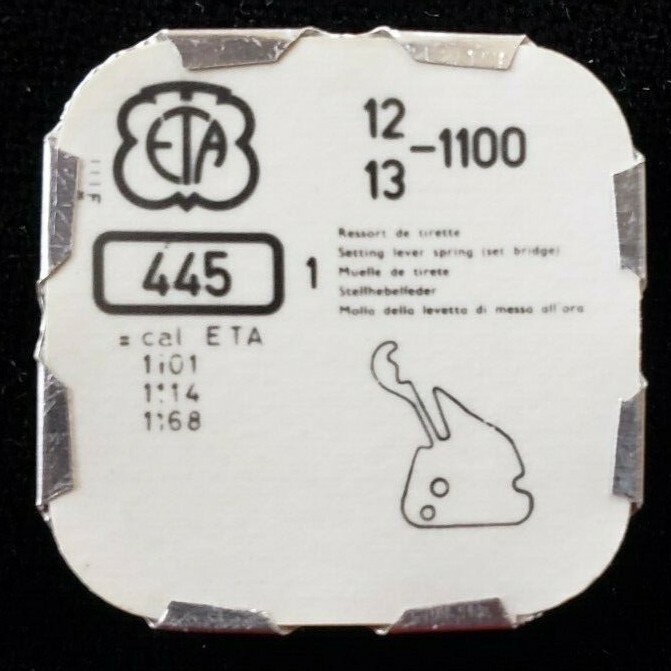 ETA
12
13
-1100
445
1
Ressort de tirette
Setting lever spring (set bridge)
Muelle de tirete
Stellhebelfeder
Molla della levetta di messa all'ora
= cal ETA
1101
1114
1168